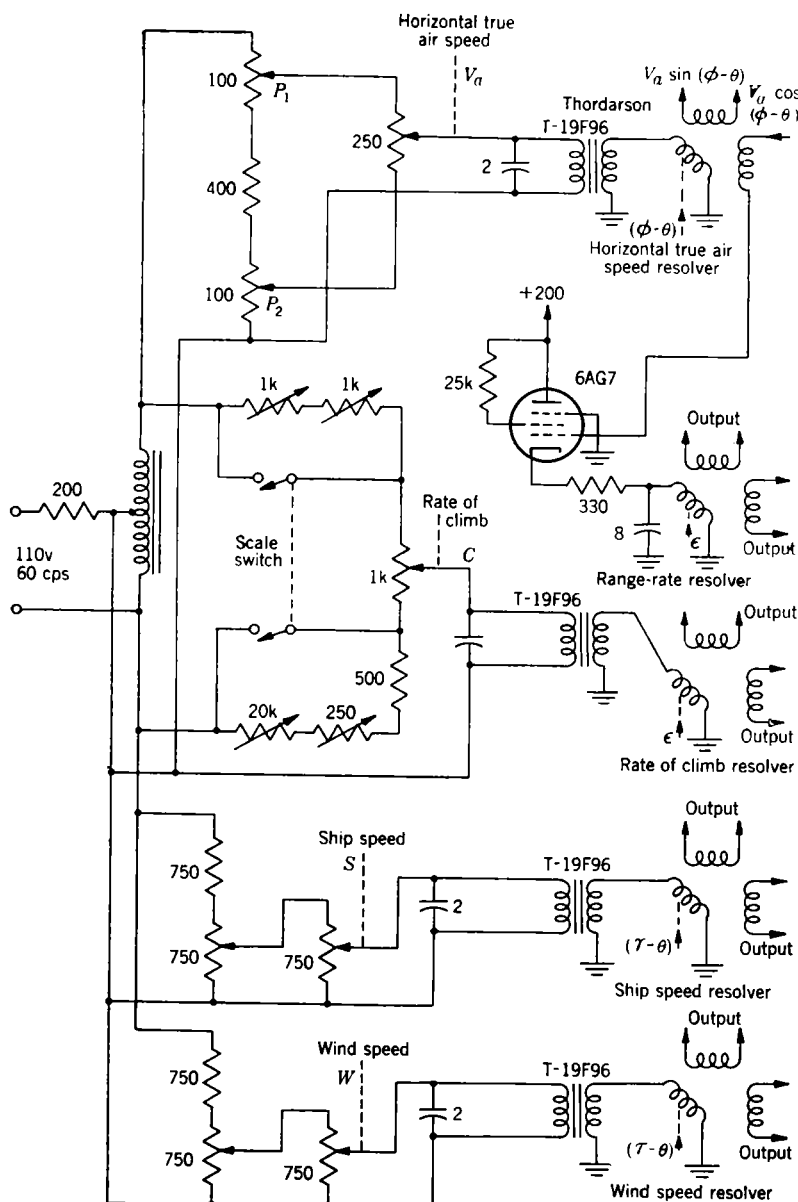 Horizontal true
air speed
V_a
100
P_1
250
400
100
P_2
2
Thordarson
T-19F96
V_a sin (ϕ-θ)
V_a cos
(ϕ-θ)
(ϕ-θ)
Horizontal true air
speed resolver
+200
25k
6AG7
330
8
Output
Output
ϵ
Range-rate resolver
1k
1k
200
110v
60 cps
Scale
switch
Rate of
climb
C
1k
500
20k
250
T-19F96
Output
Output
ϵ
Rate of climb resolver
750
750
750
Ship speed
S
2
T-19F96
Output
Output
(τ-θ)
Ship speed resolver
750
750
750
Wind speed
W
2
T-19F96
Output
Output
(τ-θ)
Wind speed resolver